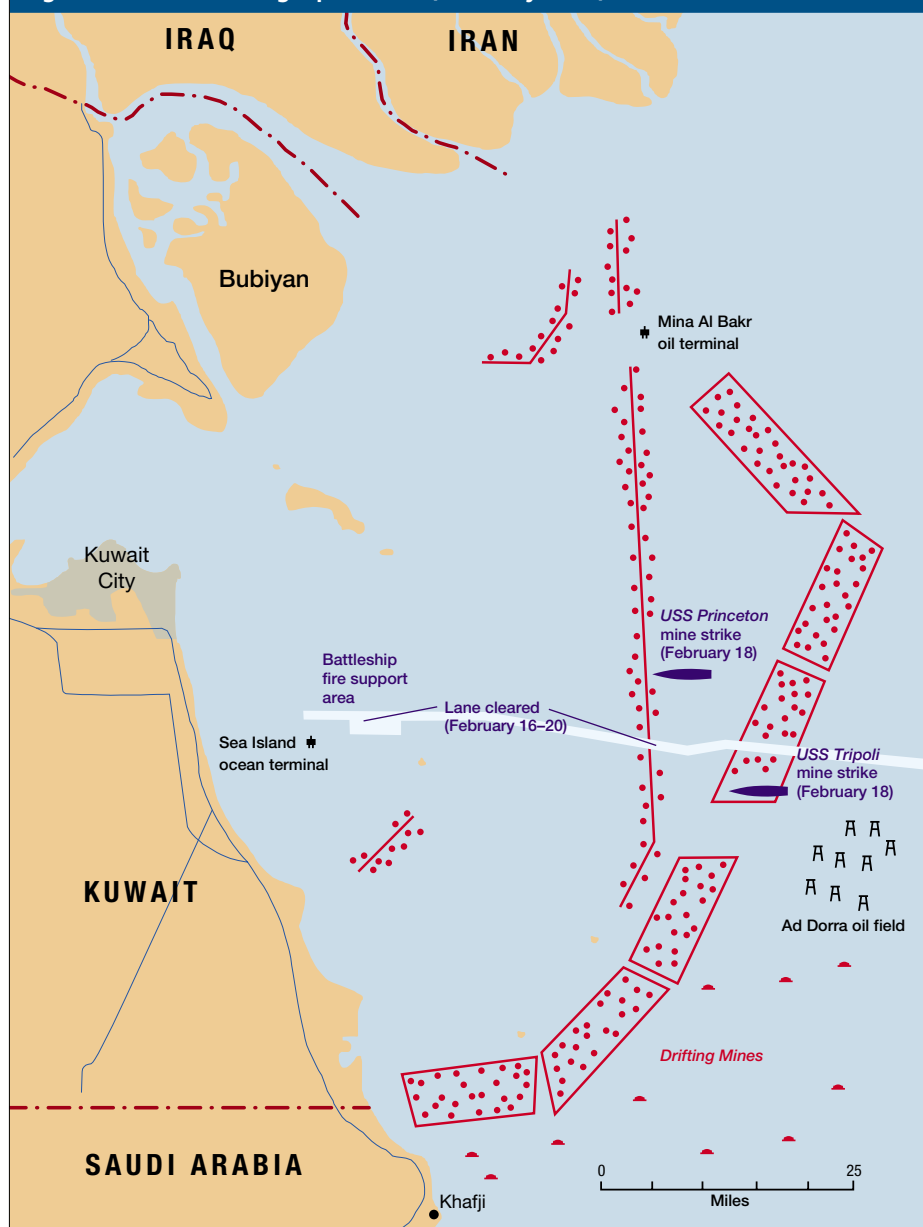 IRAQ
IRAN
Bubiyan
Mina Al Bakr
oil terminal
Kuwait
City
USS Princeton
mine strike
(February 18)
Battleship
fire support
area
Lane cleared
(February 16–20)
Sea Island
ocean terminal
USS Tripoli
mine strike
(February 18)
KUWAIT
Ad Dorra oil field
Drifting Mines
SAUDI ARABIA
0
25
Miles
Khafji